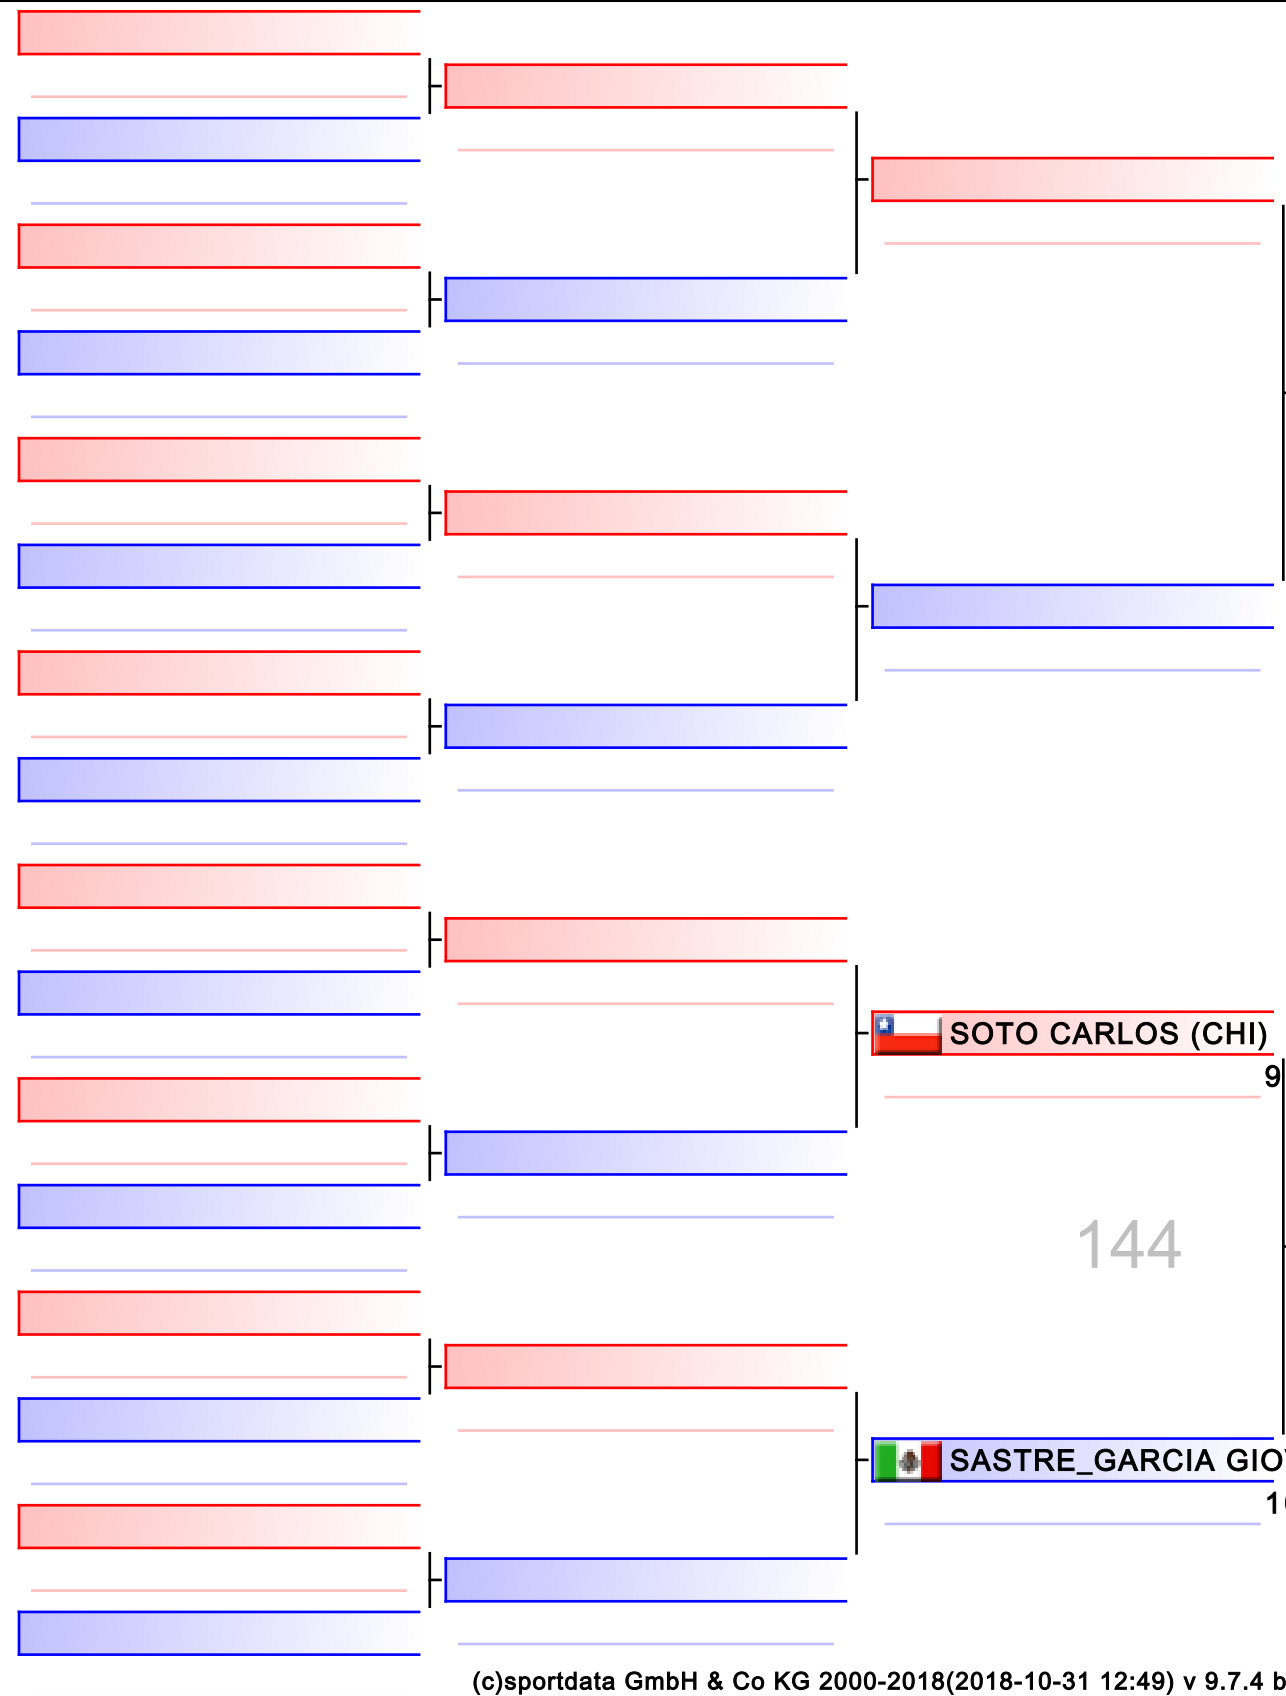 SOTO CARLOS (CHI)
9
144
SASTRE_GARCIA
(c)sportdata GmbH & Co KG 2000-2018(2018-10-31 12:49) v 9.7.4